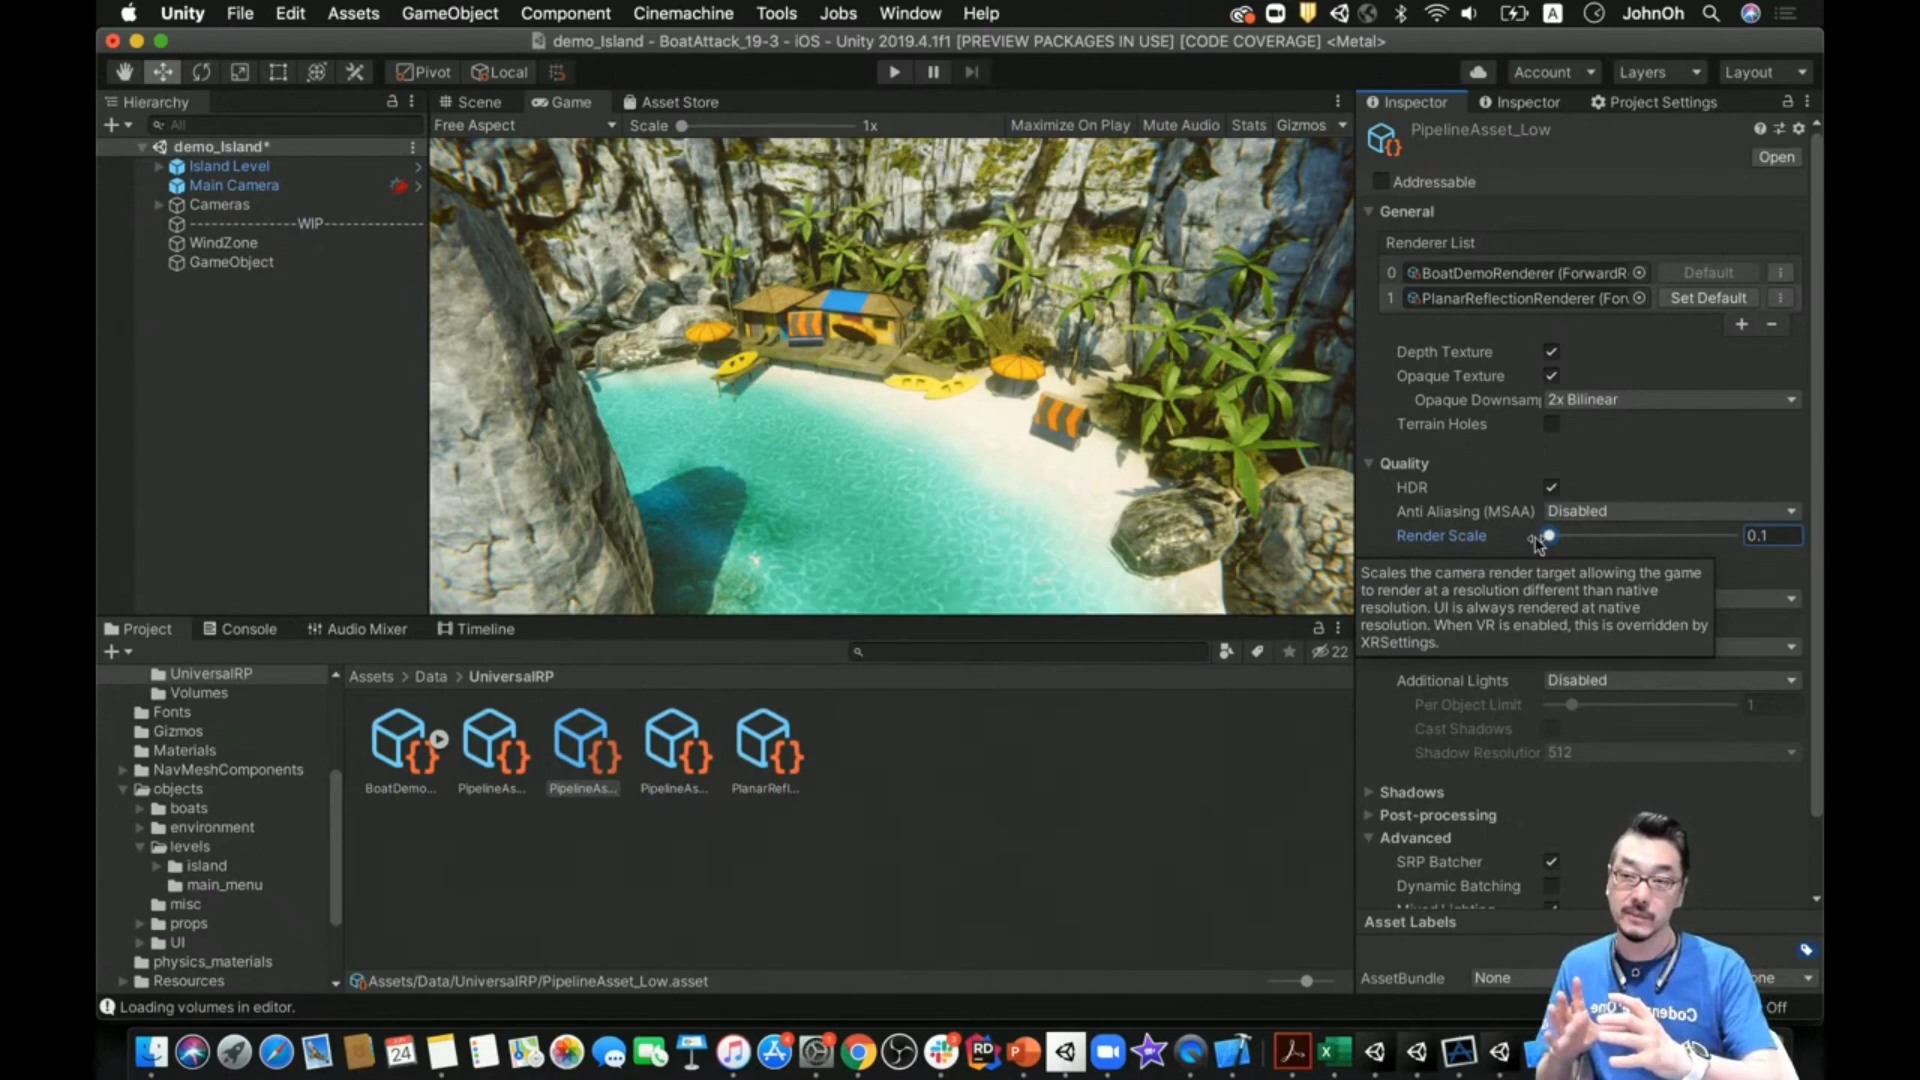 Unity File Edit Assets GameObject Component Cinemachine Tools Jobs Window Help
A JohnOh
demo_Island - BoatAttack_19-3 - iOS - Unity 2019.4.1f1 [PREVIEW PACKAGES IN USE] [CODE COVERAGE] <Metal>
Pivot Local Account Layers Layout
Hierarchy
All
demo_Island*
Island Level
Main Camera
Cameras
--------------------WIP----------------
WindZone
GameObject
Scene Game Asset Store
Free Aspect Scale 1x Maximize On Play Mute Audio Stats Gizmos
Inspector Inspector Project Settings
PipelineAsset_Low
Open
Addressable
General
Renderer List
0 BoatDemoRenderer (ForwardR Default
1 PlanarReflectionRenderer (Forv Set Default
+ -
Depth Texture
Opaque Texture
Opaque Downsam 2x Bilinear
Terrain Holes
Quality
HDR
Anti Aliasing (MSAA) Disabled
Render Scale 0.1
Scales the camera render target allowing the game
to render at a resolution different than native
resolution. UI is always rendered at native
resolution. When VR is enabled, this is overridden by
XRSettings.
Additional Lights Disabled
Per Object Limit 1
Cast Shadows
Shadow Resolution 512
Shadows
Post-processing
Advanced
SRP Batcher
Dynamic Batching
Asset Labels
AssetBundle None
Off
Project Console Audio Mixer Timeline
22
UniversalRP
Volumes
Fonts
Gizmos
Materials
NavMeshComponents
objects
boats
environment
levels
island
main_menu
misc
props
UI
physics_materials
Resources
Assets > Data > UniversalRP
BoatDemo... PipelineAs... PipelineAs... PipelineAs... PlanarRefl...
Assets/Data/UniversalRP/PipelineAsset_Low.asset
Loading volumes in editor.
24